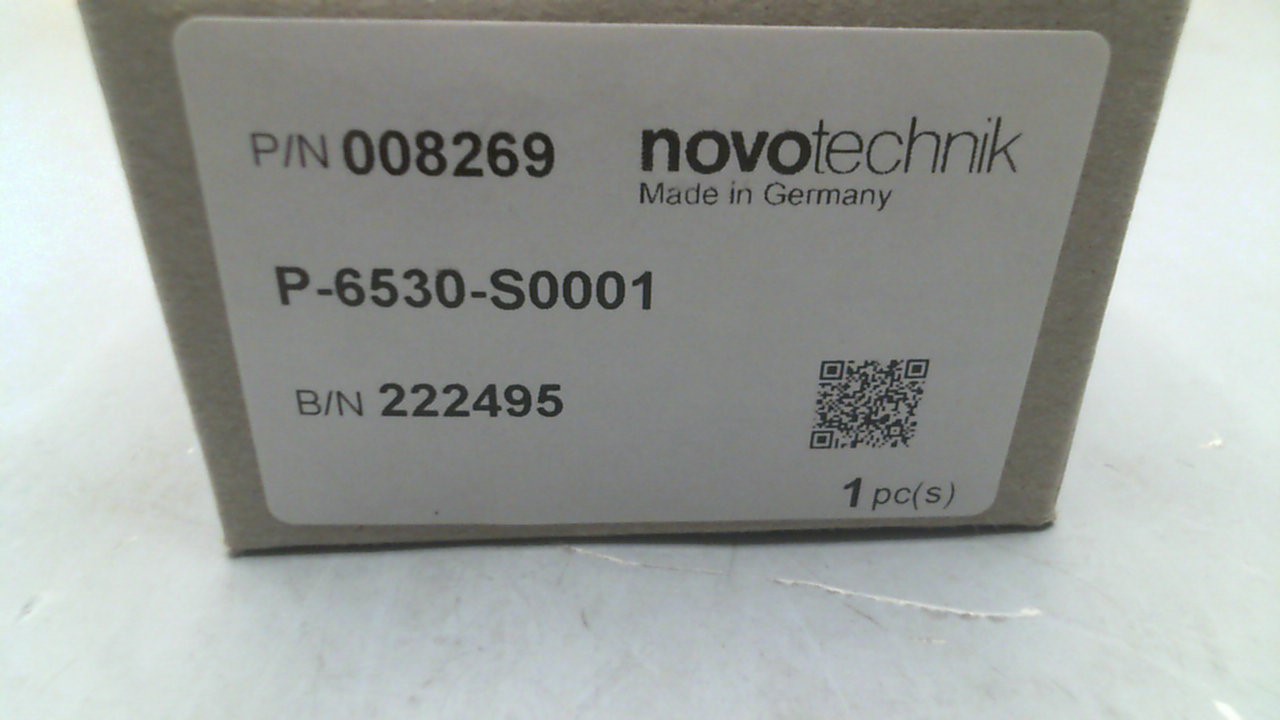 P/N 008269
novotechnik
Made in Germany
P-6530-S0001
B/N 222495
1 pc(s)